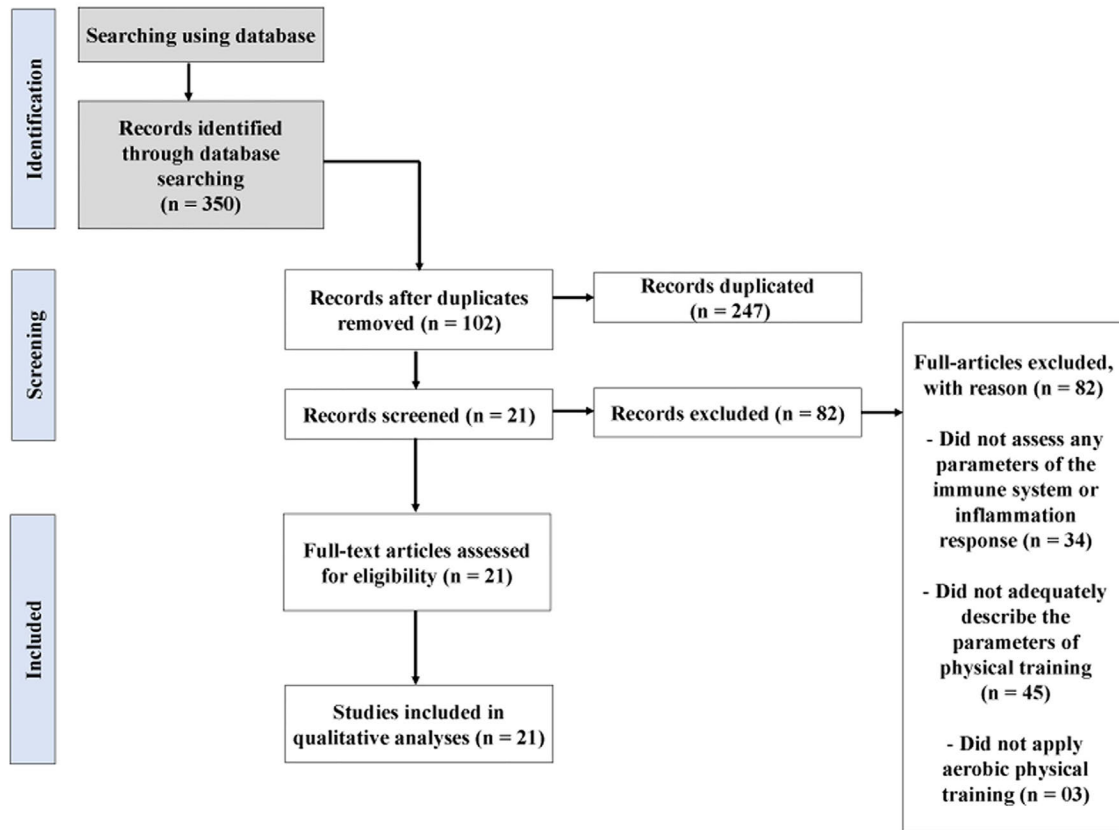 Identification
Searching using database
Records identified
through database
searching
(n = 350)
Screening
Records after duplicates
removed (n = 102)
Records duplicated
(n = 247)
Records screened (n = 21)
Records excluded (n = 82)
Full-articles excluded,
with reason (n = 82)
- Did not assess any
parameters of the
immune system or
inflammation
response (n = 34)
- Did not adequately
describe the
parameters of
physical training
(n = 45)
- Did not apply
aerobic physical
training (n = 03)
Included
Full-text articles assessed
for eligibility (n = 21)
Studies included in
qualitative analyses (n = 21)